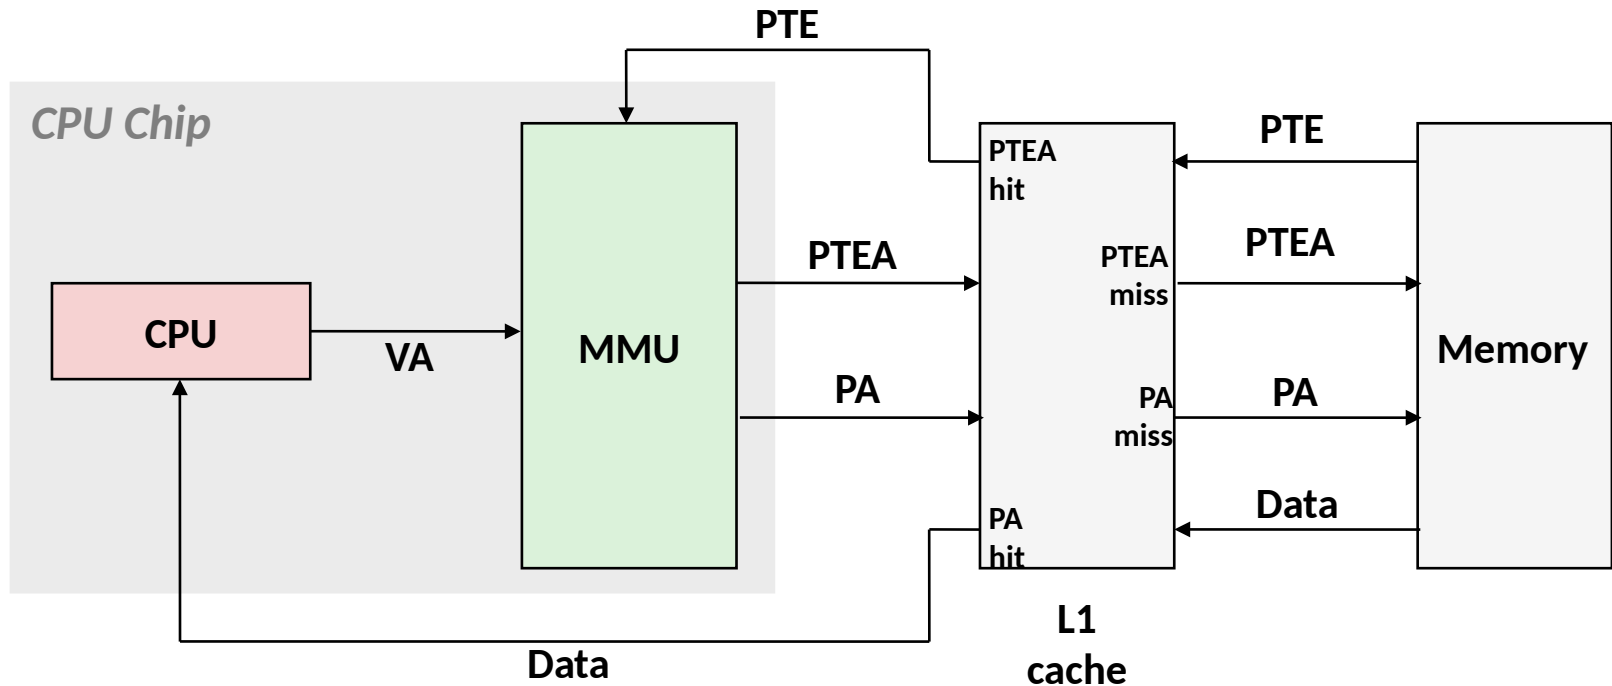 PTE
CPU Chip
PTEA
hit
PTE
PTEA
PTEA
miss
PTEA
CPU
VA
MMU
Memory
PA
PA
miss
PA
PA
hit
Data
L1
cache
Data